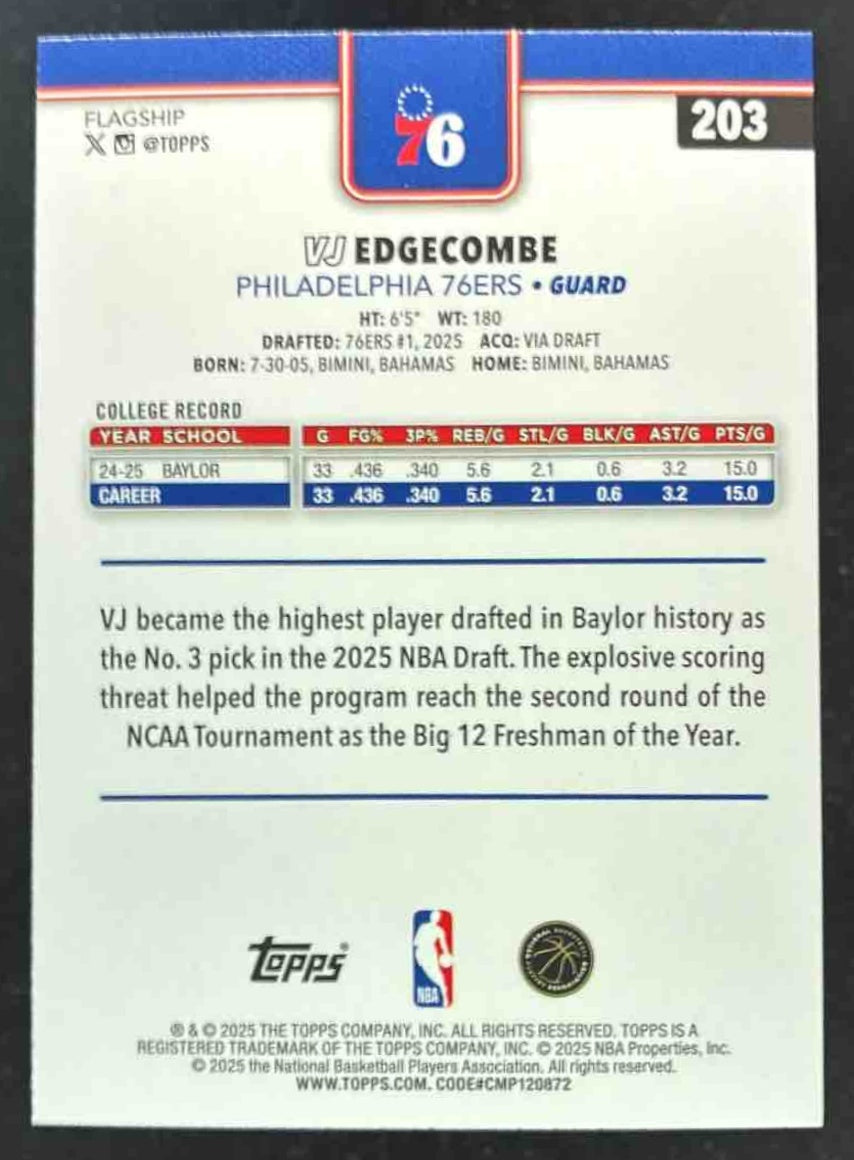 FLAGSHIP
X @TOPPS
203
76
VJ EDGECOMBE
PHILADELPHIA 76ERS • GUARD
HT: 6'5" WT: 180
DRAFTED: 76ERS #1, 2025 ACQ: VIA DRAFT
BORN: 7-30-05, BIMINI, BAHAMAS HOME: BIMINI, BAHAMAS
COLLEGE RECORD
YEAR SCHOOL G FG% 3P% REB/G STL/G BLK/G AST/G PTS/G
24-25 BAYLOR 33 .436 .340 5.6 2.1 0.6 3.2 15.0
CAREER 33 .436 .340 5.6 2.1 0.6 3.2 15.0
VJ became the highest player drafted in Baylor history as
the No. 3 pick in the 2025 NBA Draft. The explosive scoring
threat helped the program reach the second round of the
NCAA Tournament as the Big 12 Freshman of the Year.
Topps®
NBA
® & © 2025 THE TOPPS COMPANY, INC. ALL RIGHTS RESERVED. TOPPS IS A
REGISTERED TRADEMARK OF THE TOPPS COMPANY, INC. © 2025 NBA Properties, Inc.
© 2025 the National Basketball Players Association. All rights reserved.
WWW.TOPPS.COM. CODE#CMP120872